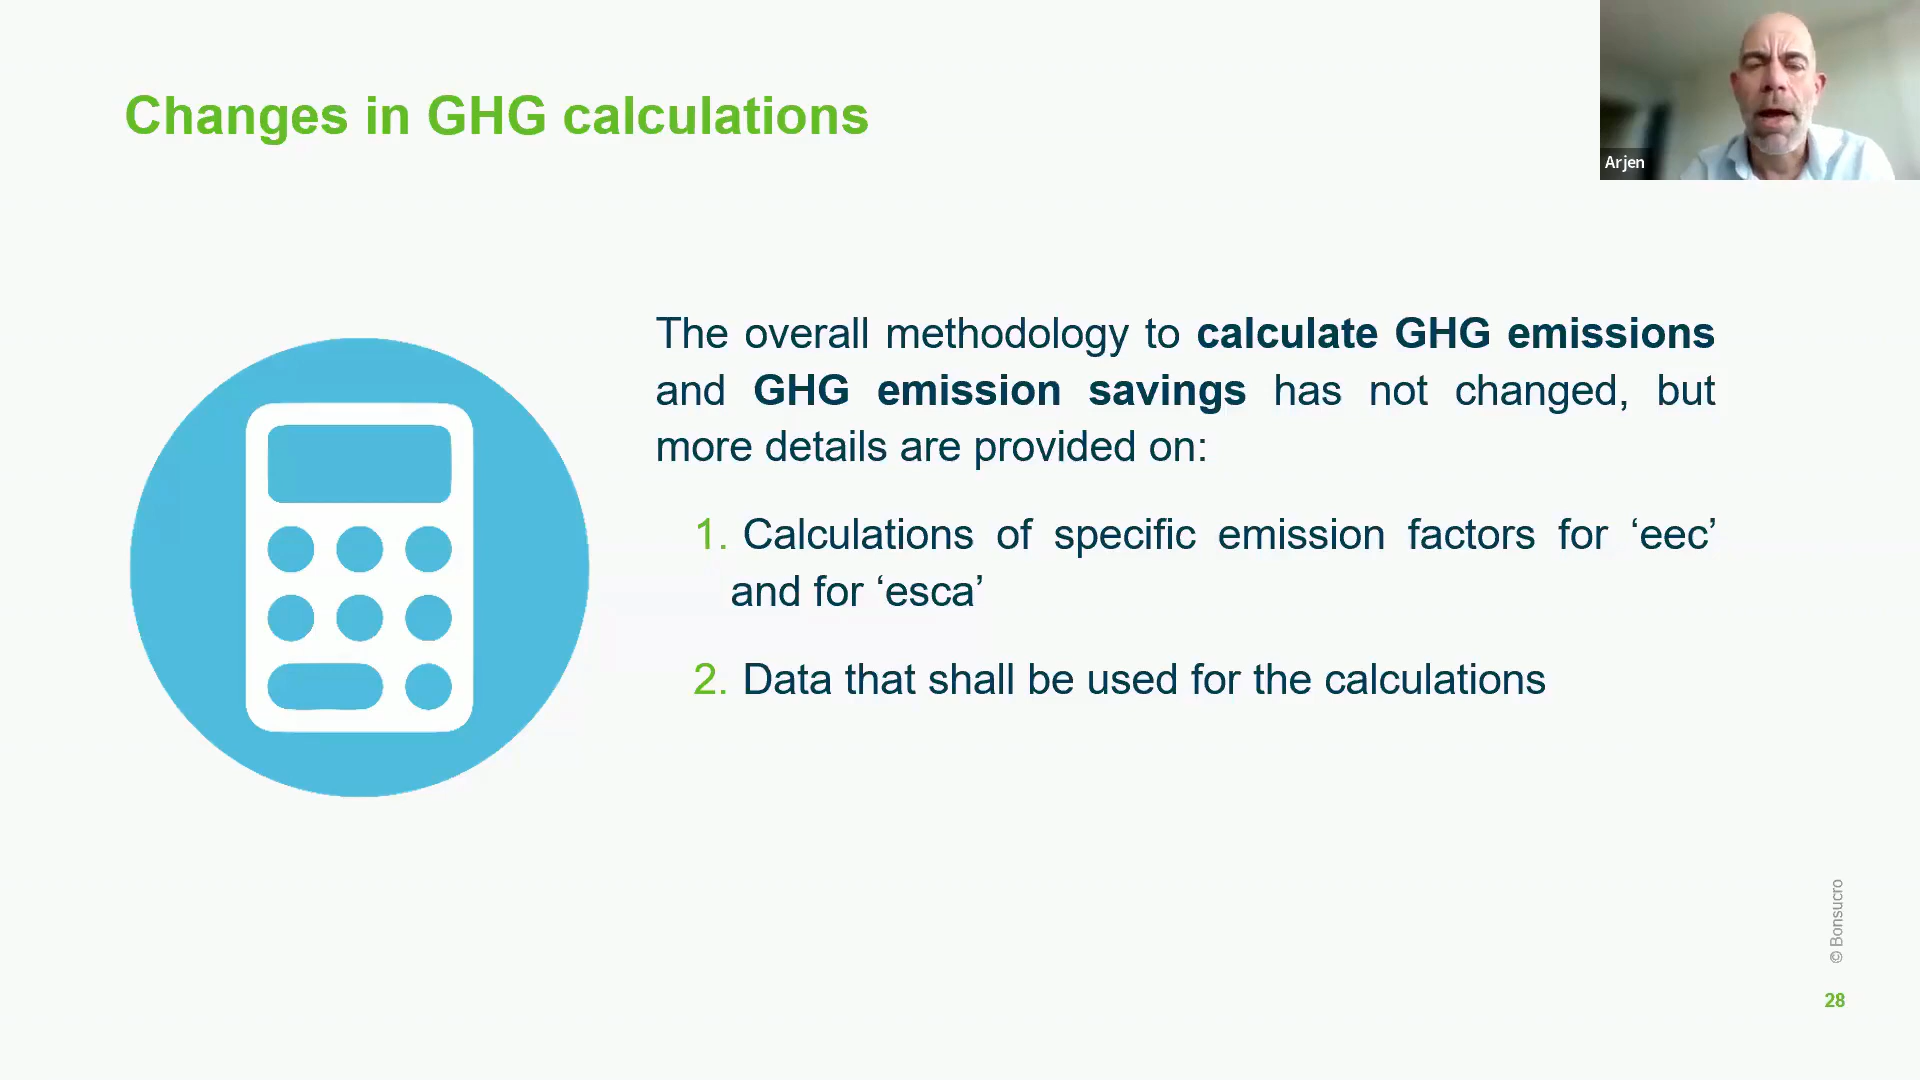 Changes in GHG calculations
Arjen
The overall methodology to calculate GHG emissions
and GHG emission savings has not changed, but
more details are provided on:
1. Calculations of specific emission factors for ‘eec’
and for ‘esca’
2. Data that shall be used for the calculations
© Bonsucro
28